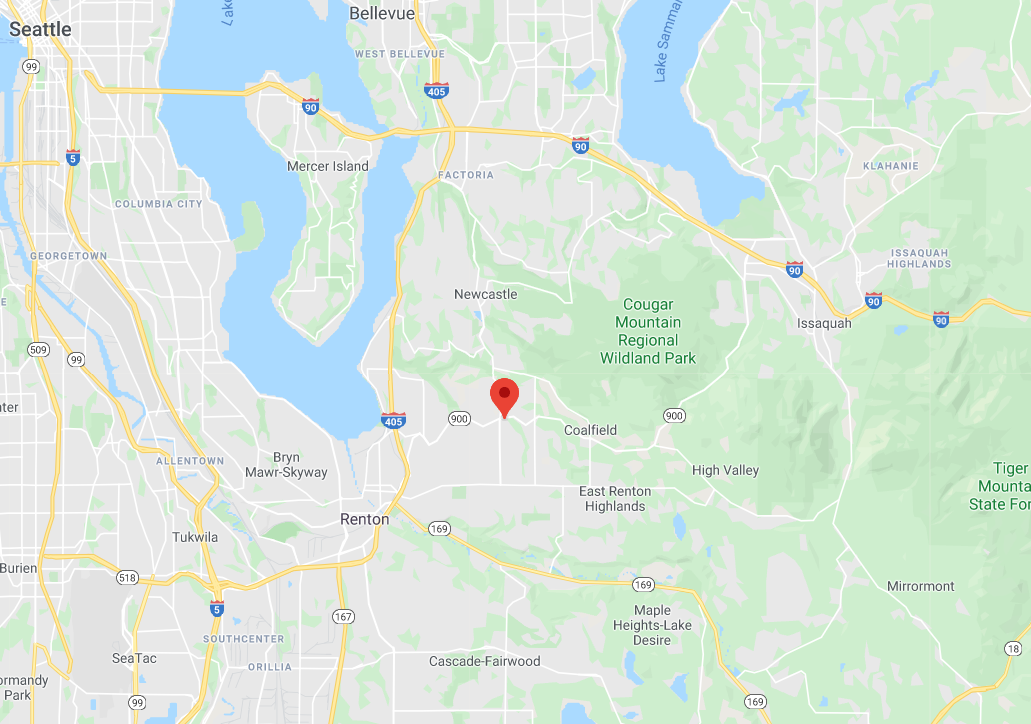 Seattle
Lake
Bellevue
Lake Sammar
99
WEST BELLEVUE
405
90
5
90
Mercer Island
FACTORIA
KLAHANIE
COLUMBIA CITY
GEORGETOWN
ISSAQUAH
HIGHLANDS
90
90
90
E
Newcastle
Cougar
Mountain
Regional
Wildland Park
Issaquah
509
99
nter
900
405
900
Coalfield
ALLENTOWN
Bryn
Mawr-Skyway
High Valley
Tiger
Mounta
State For
East Renton
Highlands
Renton
169
Tukwila
Burien
518
169
Mirrormont
5
167
Maple
Heights-Lake
Desire
SOUTHCENTER
18
SeaTac
ORILLIA
Cascade-Fairwood
ormandy
Park
99
169